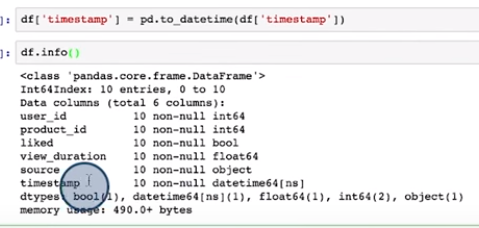 ]: df['timestamp'] = pd.to_datetime(df['timestamp'])
]: df.info()
<class 'pandas.core.frame.DataFrame'>
Int64Index: 10 entries, 0 to 10
Data columns (total 6 columns):
user_id 10 non-null int64
product_id 10 non-null int64
liked 10 non-null bool
view_duration 10 non-null float64
source 10 non-null object
timestamp 10 non-null datetime64[ns]
dtypes: bool(1), datetime64[ns](1), float64(1), int64(2), object(1)
memory usage: 490.0+ bytes